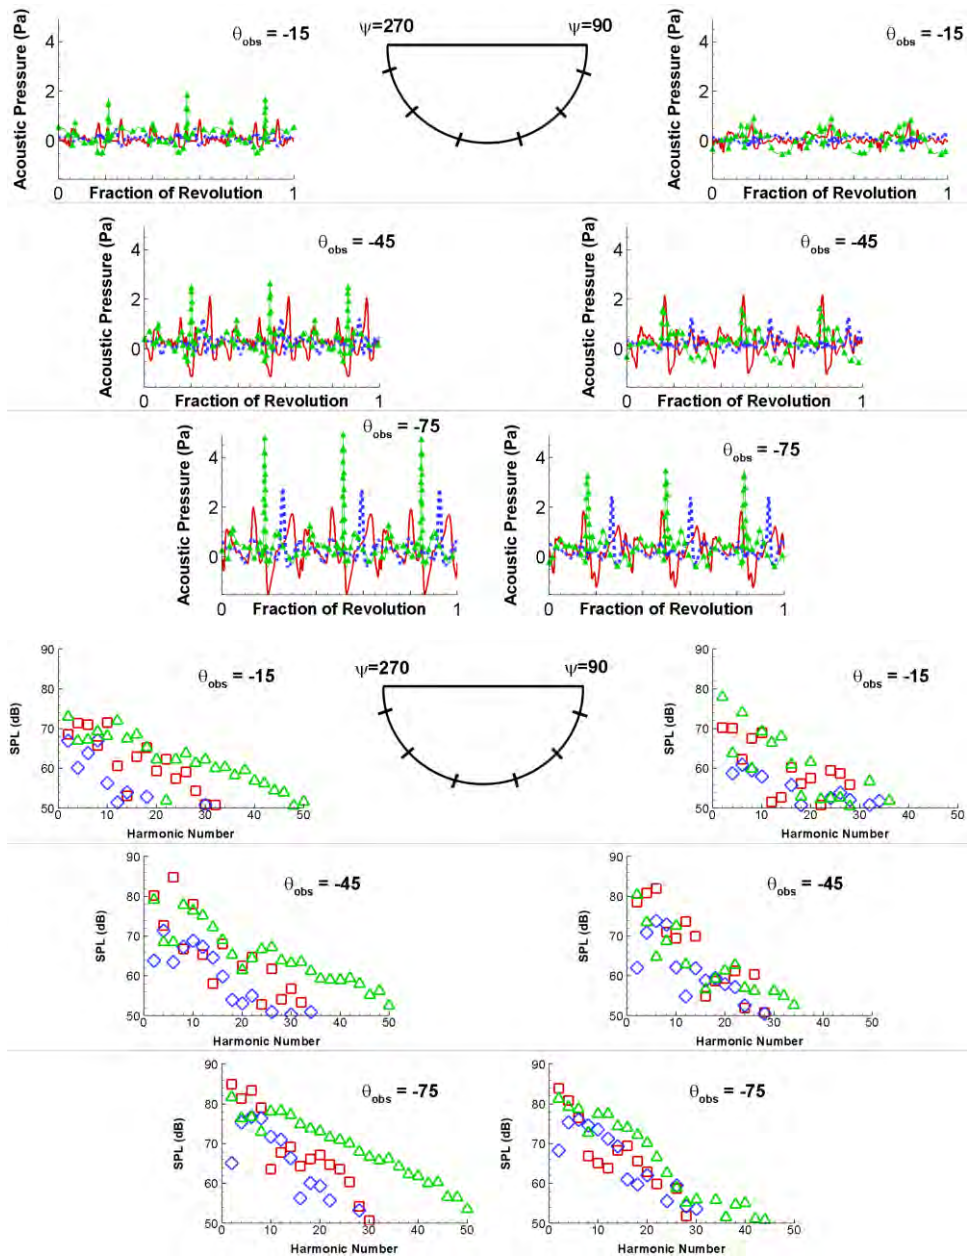 θobs = -15
ψ=270 ψ=90
θobs = -15
Acoustic Pressure (Pa)
4
2
0
0 Fraction of Revolution 1
Acoustic Pressure (Pa)
4
2
0
0 Fraction of Revolution 1
θobs = -45
Acoustic Pressure (Pa)
4
2
0
0 Fraction of Revolution 1
θobs = -45
Acoustic Pressure (Pa)
4
2
0
0 Fraction of Revolution 1
θobs = -75
Acoustic Pressure (Pa)
4
2
0
0 Fraction of Revolution 1
θobs = -75
Acoustic Pressure (Pa)
4
2
0
0 Fraction of Revolution 1
ψ=270 ψ=90
θobs = -15
SPL (dB)
90
80
70
60
50
0 10 20 30 40 50
Harmonic Number
θobs = -15
SPL (dB)
90
80
70
60
50
0 10 20 30 40 50
Harmonic Number
θobs = -45
SPL (dB)
90
80
70
60
50
0 10 20 30 40 50
Harmonic Number
θobs = -45
SPL (dB)
90
80
70
60
50
0 10 20 30 40 50
Harmonic Number
θobs = -75
SPL (dB)
90
80
70
60
50
0 10 20 30 40 50
Harmonic Number
θobs = -75
SPL (dB)
90
80
70
60
50
0 10 20 30 40 50
Harmonic Number